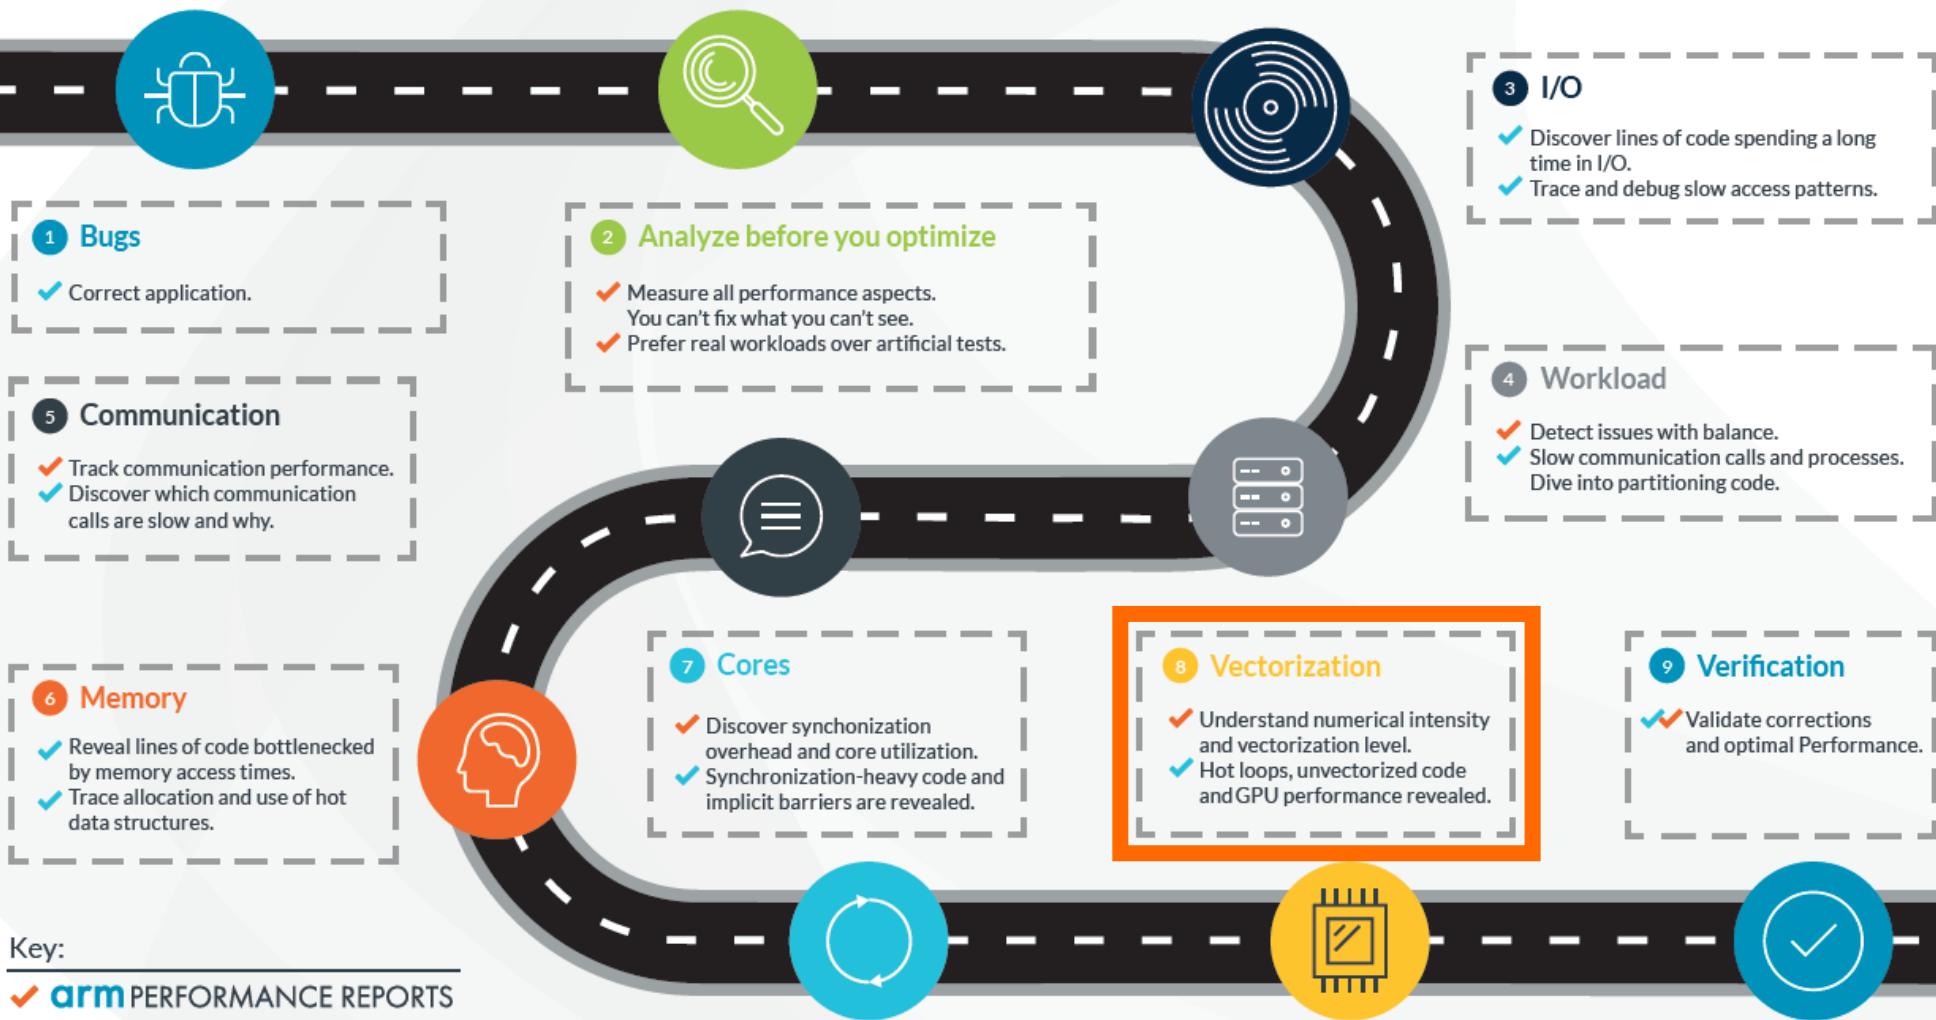 1 Bugs
Correct application.
2 Analyze before you optimize
Measure all performance aspects.
You can't fix what you can't see.
Prefer real workloads over artificial tests.
3 I/O
Discover lines of code spending a long
time in I/O.
Trace and debug slow access patterns.
4 Workload
Detect issues with balance.
Slow communication calls and processes.
Dive into partitioning code.
5 Communication
Track communication performance.
Discover which communication
calls are slow and why.
6 Memory
Reveal lines of code bottlenecked
by memory access times.
Trace allocation and use of hot
data structures.
7 Cores
Discover synchonization
overhead and core utilization.
Synchronization-heavy code and
implicit barriers are revealed.
8 Vectorization
Understand numerical intensity
and vectorization level.
Hot loops, unvectorized code
and GPU performance revealed.
9 Verification
Validate corrections
and optimal Performance.
Key:
arm PERFORMANCE REPORTS